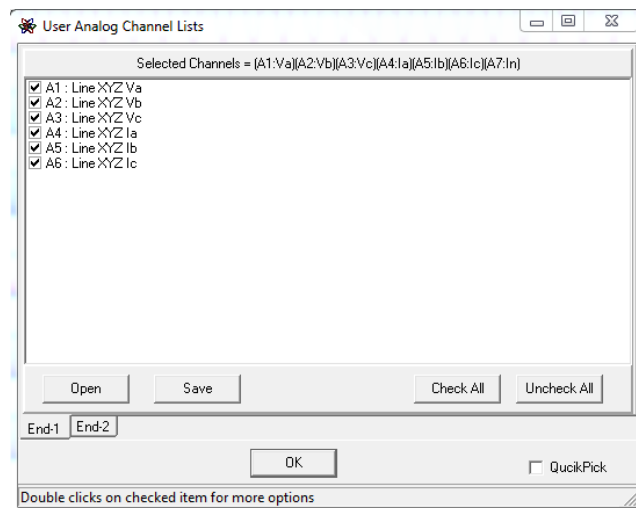 User Analog Channel Lists
Selected Channels = (A1:Va)(A2:Vb)(A3:Vc)(A4:Ia)(A5:Ib)(A6:Ic)(A7:In)
A1 : Line XYZ Va
A2 : Line XYZ Vb
A3 : Line XYZ Vc
A4 : Line XYZ Ia
A5 : Line XYZ Ib
A6 : Line XYZ Ic
Open Save Check All Uncheck All
End-1 End-2
OK QucikPick
Double clicks on checked item for more options